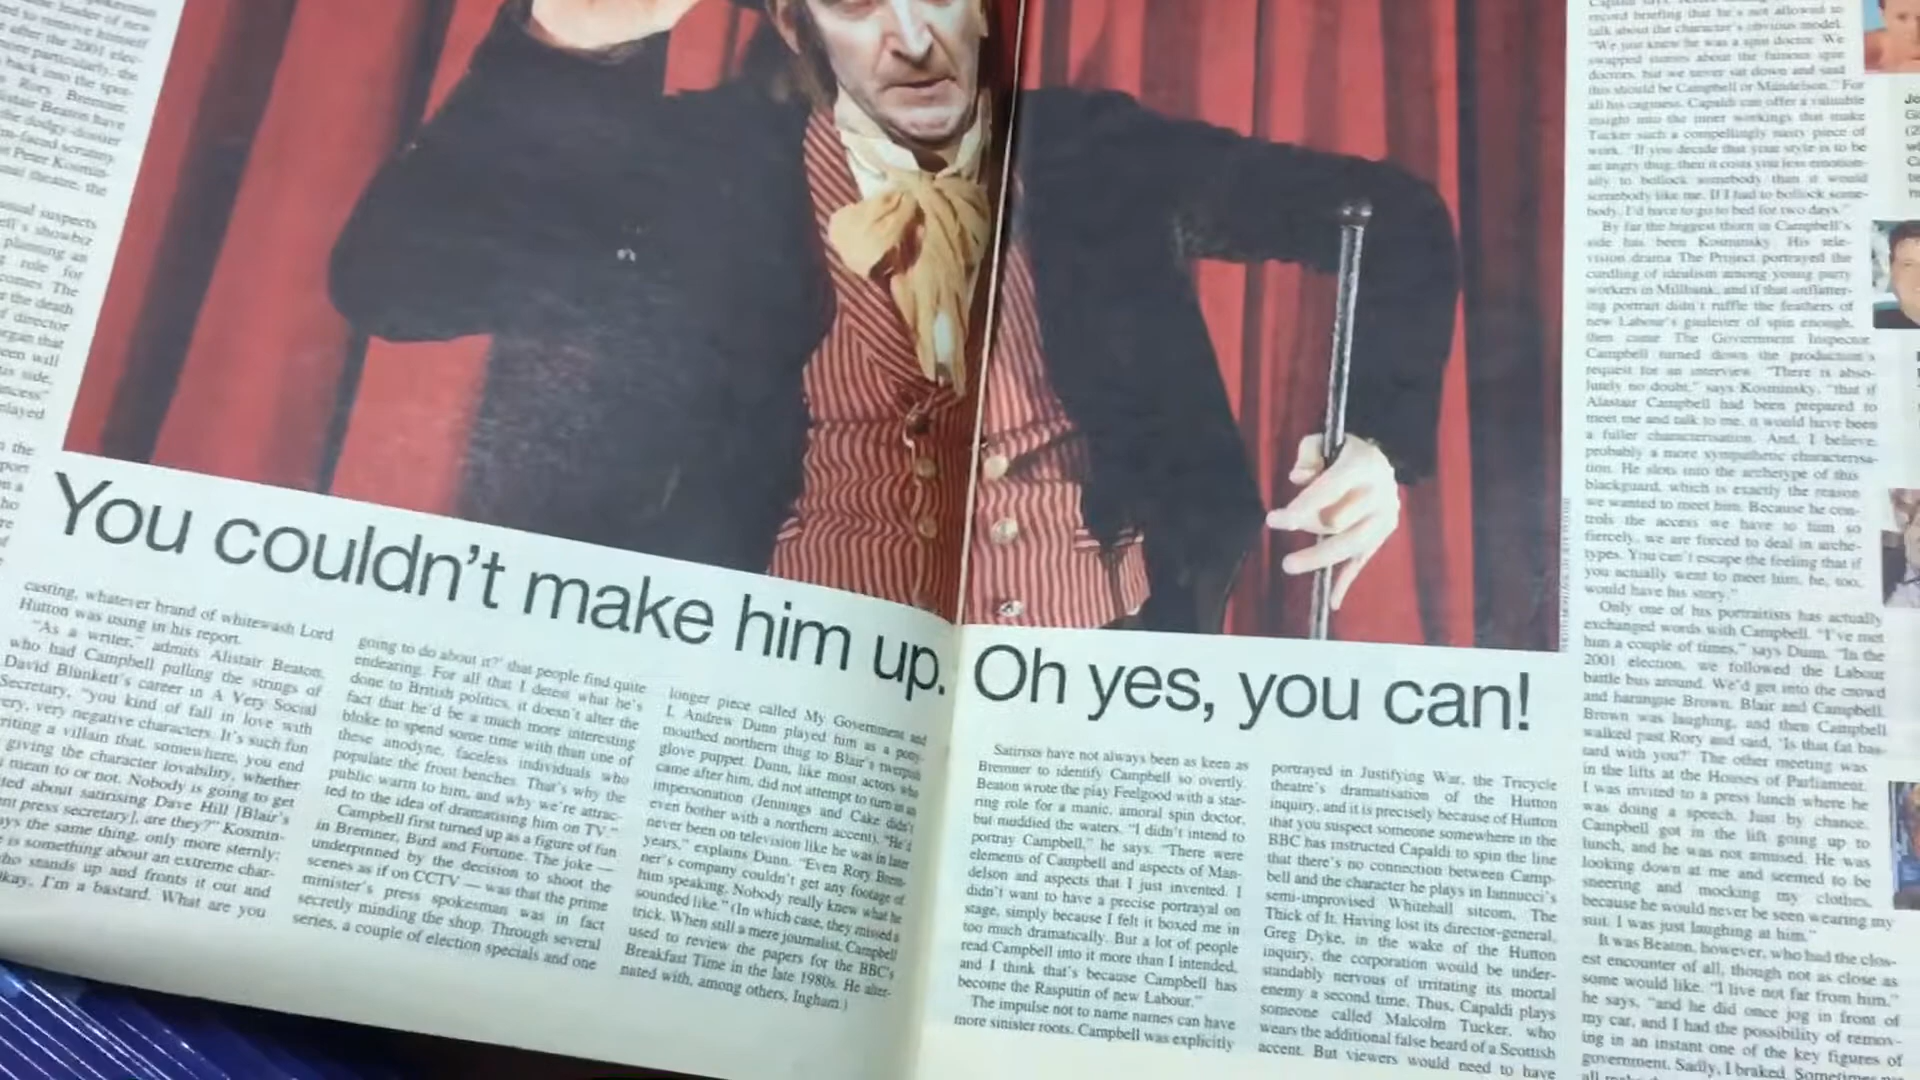 You couldn't make him up. Oh yes, you can!
after the 2001 elec-
more particularly, the
back into the spot-
Rory Bremner,
casting, whatever brand of whitewash Lord
Hutton was using in his report.
"As a writer," admits Alistair Beaton,
who had Campbell pulling the strings of
David Blunkett's career in A Very Social
Secretary, "you kind of fall in love with
very, very negative characters. It's such fun
writing a villain that, somewhere, you end
giving the character lovability, whether
mean to or not. Nobody is going to get
ted about satirising Dave Hill [Blair's
nt press secretary], are they?" Kosmin-
ays the same thing, only more sternly:
e is something about an extreme char-
who stands up and fronts it out and
okay, I'm a bastard. What are you
going to do about it?' that people find quite
endearing. For all that I detest what he's
done to British politics, it doesn't alter the
fact that he'd be a much more interesting
bloke to spend some time with than one of
these anodyne, faceless individuals who
populate the front benches. That's why the
public warm to him, and why we're attrac-
ted to the idea of dramatising him on TV."
Campbell first turned up as a figure of fun
in Bremner, Bird and Fortune. The joke —
underpinned by the decision to shoot the
scenes as if on CCTV — was that the prime
minister's press spokesman was in fact
secretly minding the shop. Through several
series, a couple of election specials and one
longer piece called My Government and
I, Andrew Dunn played him as a potty-
mouthed northern thug to Blair's twerpish
glove puppet. Dunn, like most actors who
came after him, did not attempt to turn in an
impersonation (Jennings and Cake didn't
even bother with a northern accent). "He'd
never been on television like he was in later
years," explains Dunn. "Even Rory Brem-
ner's company couldn't get any footage of
him speaking. Nobody really knew what he
sounded like." (In which case, they missed a
trick. When still a mere journalist, Campbell
used to review the papers for the BBC's
Breakfast Time in the late 1980s. He alter-
nated with, among others, Ingham.)
Satirists have not always been as keen as
Bremner to identify Campbell so overtly.
Beaton wrote the play Feelgood with a star-
ring role for a manic, amoral spin doctor,
but muddied the waters. "I didn't intend to
portray Campbell," he says. "There were
elements of Campbell and aspects of Man-
delson and aspects that I just invented. I
didn't want to have a precise portrayal on
stage, simply because I felt it boxed me in
too much dramatically. But a lot of people
read Campbell into it more than I intended,
and I think that's because Campbell has
become the Rasputin of new Labour."
The impulse not to name names can have
more sinister roots. Campbell was explicitly
portrayed in Justifying War, the Tricycle
theatre's dramatisation of the Hutton
inquiry, and it is precisely because of Hutton
that you suspect someone somewhere in the
BBC has instructed Capaldi to spin the line
that there's no connection between Camp-
bell and the character he plays in Iannucci's
semi-improvised Whitehall sitcom, The
Thick of It. Having lost its director-general,
Greg Dyke, in the wake of the Hutton
inquiry, the corporation would be under-
standably nervous of irritating its mortal
enemy a second time. Thus, Capaldi plays
someone called Malcolm Tucker, who
wears the additional false beard of a Scottish
accent. But viewers would need to have
record briefing that he's not allowed to
talk about the character's obvious model.
"We just knew he was a spin doctor. We
swapped stories about the famous spin
doctors, but we never sat down and said
this should be Campbell or Mandelson." For
all his caginess, Capaldi can offer a valuable
insight into the inner workings that make
Tucker such a compellingly nasty piece of
work. "If you decide that your style is to be
an angry thug, then it costs you less emotion-
ally to bollock somebody than it would
somebody like me. If I had to bollock some-
body, I'd have to go to bed for two days."
By far the biggest thorn in Campbell's
side has been Kosminsky. His tele-
vision drama The Project portrayed the
curdling of idealism among young party
workers in Millbank, and if that unflatter-
ing portrait didn't ruffle the feathers of
new Labour's gauleiter of spin enough,
then came The Government Inspector.
Campbell turned down the production's
request for an interview. "There is abso-
lutely no doubt," says Kosminsky, "that if
Alastair Campbell had been prepared to
meet me and talk to me, it would have been
a fuller characterisation. And, I believe,
probably a more sympathetic characterisa-
tion. He slots into the archetype of this
blackguard, which is exactly the reason
we wanted to meet him. Because he con-
trols the access we have to him so
fiercely, we are forced to deal in arche-
types. You can't escape the feeling that if
you actually went to meet him, he, too,
would have his story."
Only one of his portraitists has actually
exchanged words with Campbell. "I've met
him a couple of times," says Dunn. "In the
2001 election, we followed the Labour
battle bus around. We'd get into the crowd
and harangue Brown, Blair and Campbell.
Brown was laughing, and then Campbell
walked past Rory and said, 'Is that fat bas-
tard with you?' The other meeting was
in the lifts at the Houses of Parliament.
I was invited to a press lunch where he
was doing a speech. Just by chance,
Campbell got in the lift going up to
lunch, and he was not amused. He was
looking down at me and seemed to be
sneering and mocking my clothes,
because he would never be seen wearing my
suit. I was just laughing at him."
It was Beaton, however, who had the clos-
est encounter of all, though not as close as
some would like. "I live not far from him,"
he says, "and he did once jog in front of
my car, and I had the possibility of remov-
ing in an instant one of the key figures of
government. Sadly, I braked. Sometimes